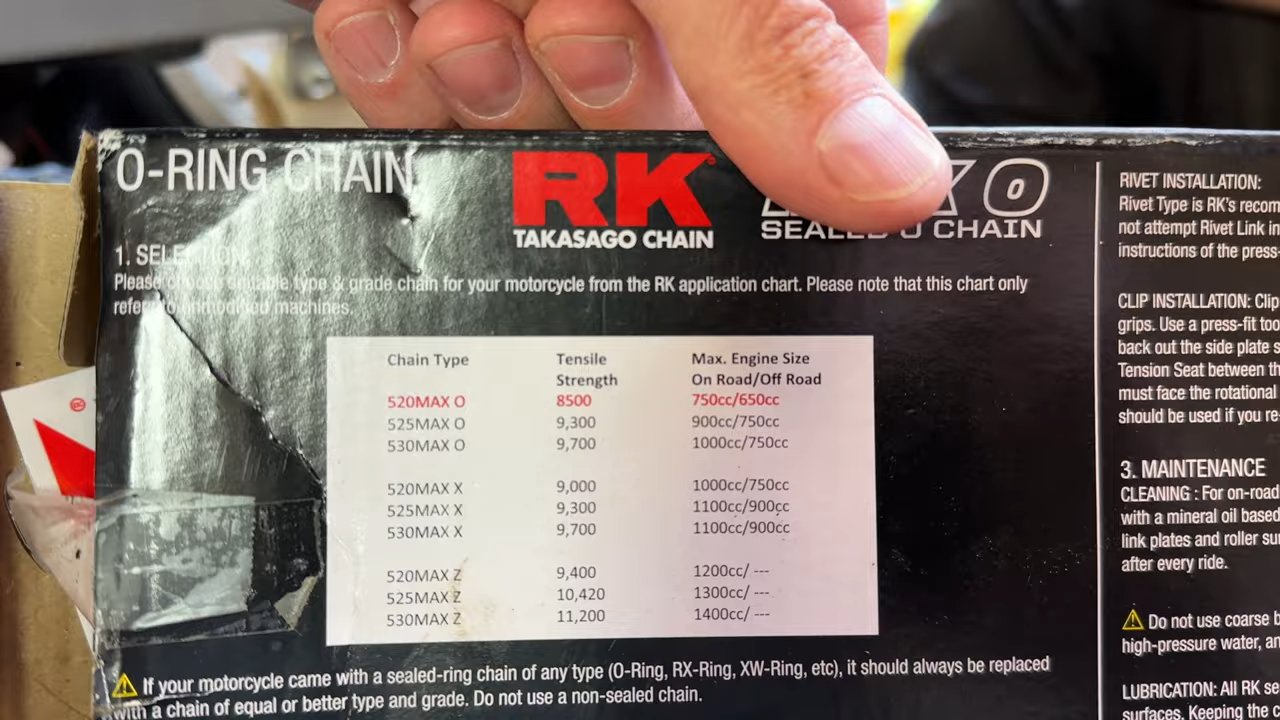 O-RING CHAIN
RK®
TAKASAGO CHAIN
O
SEALED O CHAIN
1. SELECTION
Please choose suitable type & grade chain for your motorcycle from the RK application chart. Please note that this chart only
refers to unmodified machines.
Chain Type Tensile Strength Max. Engine Size On Road/Off Road
520MAX O 8500 750cc/650cc
525MAX O 9,300 900cc/750cc
530MAX O 9,700 1000cc/750cc
520MAX X 9,000 1000cc/750cc
525MAX X 9,300 1100cc/900cc
530MAX X 9,700 1100cc/900cc
520MAX Z 9,400 1200cc/ ---
525MAX Z 10,420 1300cc/ ---
530MAX Z 11,200 1400cc/ ---
⚠ If your motorcycle came with a sealed-ring chain of any type (O-Ring, RX-Ring, XW-Ring, etc), it should always be replaced
with a chain of equal or better type and grade. Do not use a non-sealed chain.
RIVET INSTALLATION:
Rivet Type is RK's recom
not attempt Rivet Link in
instructions of the press-
CLIP INSTALLATION: Clip
grips. Use a press-fit too
back out the side plate s
Tension Seat between th
must face the rotational
should be used if you re-
3. MAINTENANCE
CLEANING : For on-road
with a mineral oil based
link plates and roller sur
after every ride.
⚠ Do not use coarse b
high-pressure water, an
LUBRICATION: All RK se
surfaces. Keeping the c